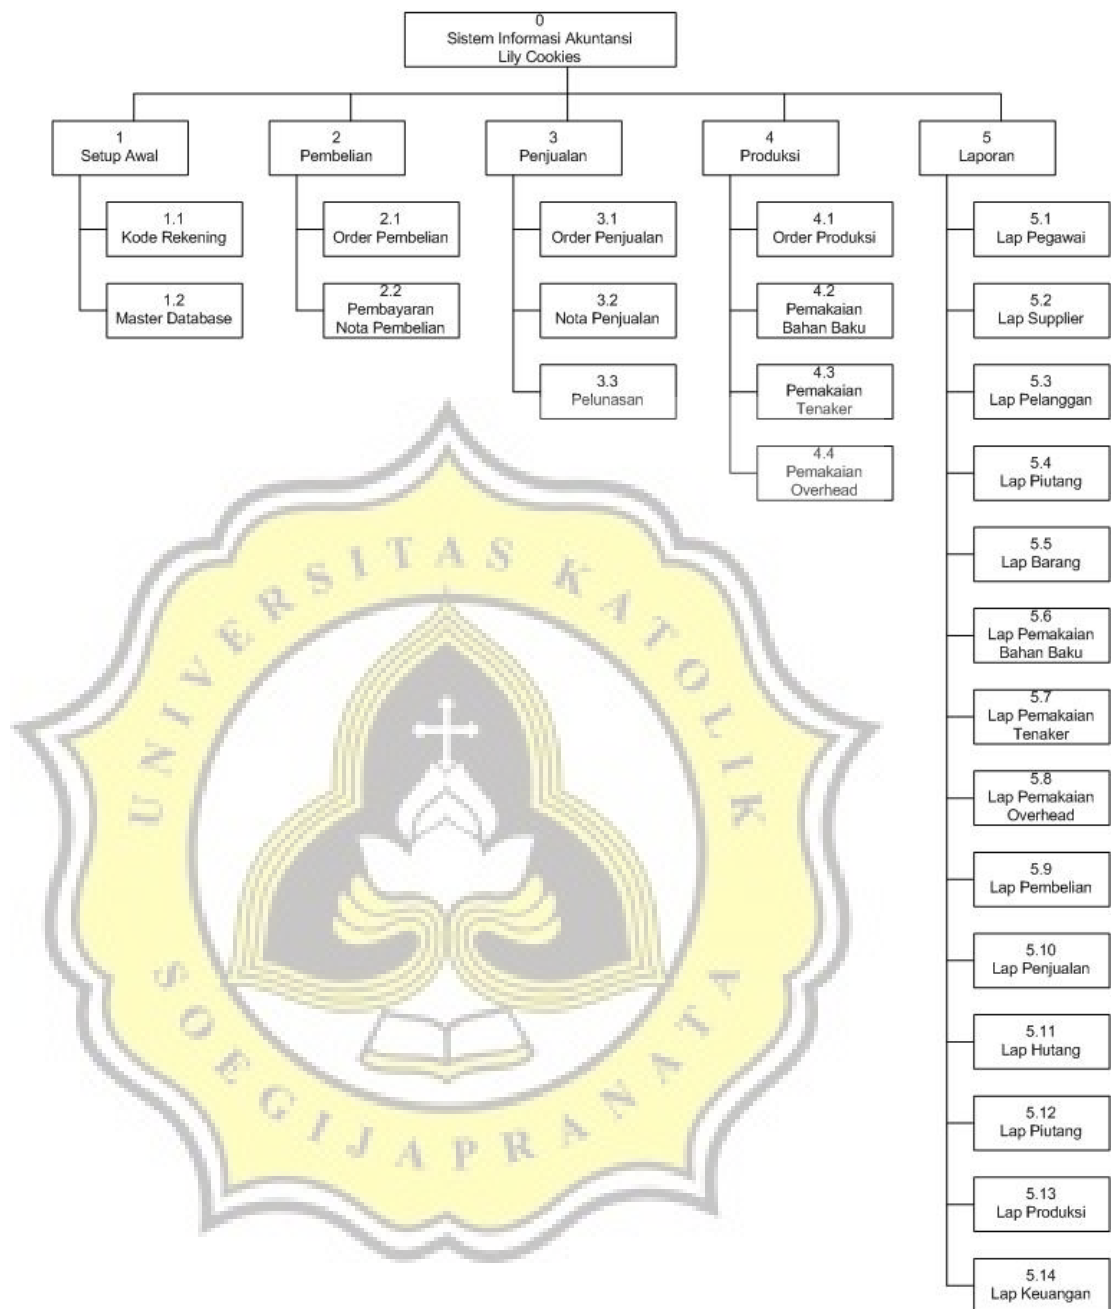 0
Sistem Informasi Akuntansi
Lily Cookies
1
Setup Awal
2
Pembelian
3
Penjualan
4
Produksi
5
Laporan
1.1
Kode Rekening
1.2
Master Database
2.1
Order Pembelian
2.2
Pembayaran
Nota Pembelian
3.1
Order Penjualan
3.2
Nota Penjualan
3.3
Pelunasan
4.1
Order Produksi
4.2
Pemakaian
Bahan Baku
4.3
Pemakaian
Tenaker
4.4
Pemakaian
Overhead
5.1
Lap Pegawai
5.2
Lap Supplier
5.3
Lap Pelanggan
5.4
Lap Piutang
5.5
Lap Barang
5.6
Lap Pemakaian
Bahan Baku
5.7
Lap Pemakaian
Tenaker
5.8
Lap Pemakaian
Overhead
5.9
Lap Pembelian
5.10
Lap Penjualan
5.11
Lap Hutang
5.12
Lap Piutang
5.13
Lap Produksi
5.14
Lap Keuangan
UNIVERSITAS KATOLIK
SOEGIJAPRANATA